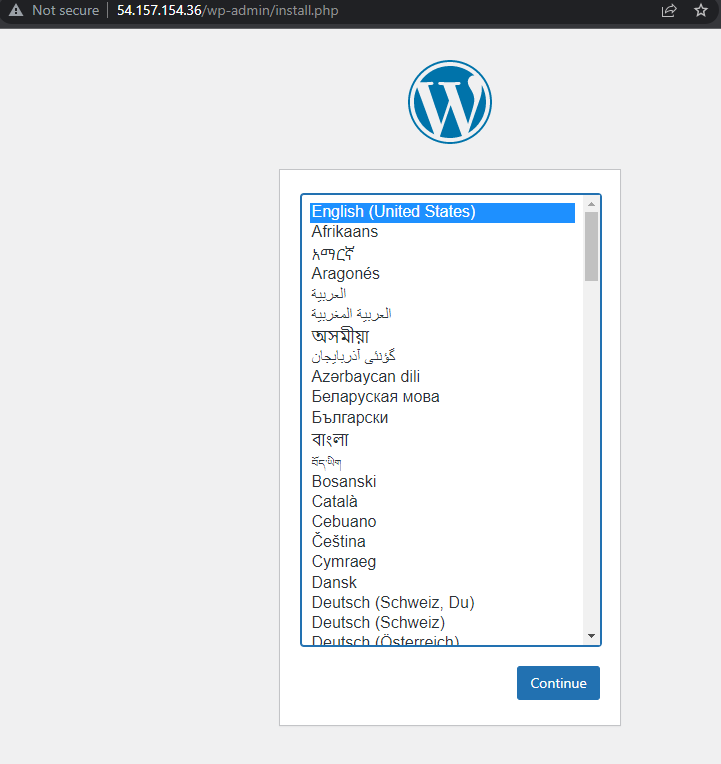 Not secure 54.157.154.36/wp-admin/install.php
English (United States)
Afrikaans
አማርኛ
Aragonés
العربية
العربية المغربية
অসমীয়া
گؤنئی آذربایجان
Azərbaycan dili
Беларуская мова
Български
বাংলা
བོད་ཡིག
Bosanski
Català
Cebuano
Čeština
Cymraeg
Dansk
Deutsch (Schweiz, Du)
Deutsch (Schweiz)
Deutsch (Österreich)
Continue